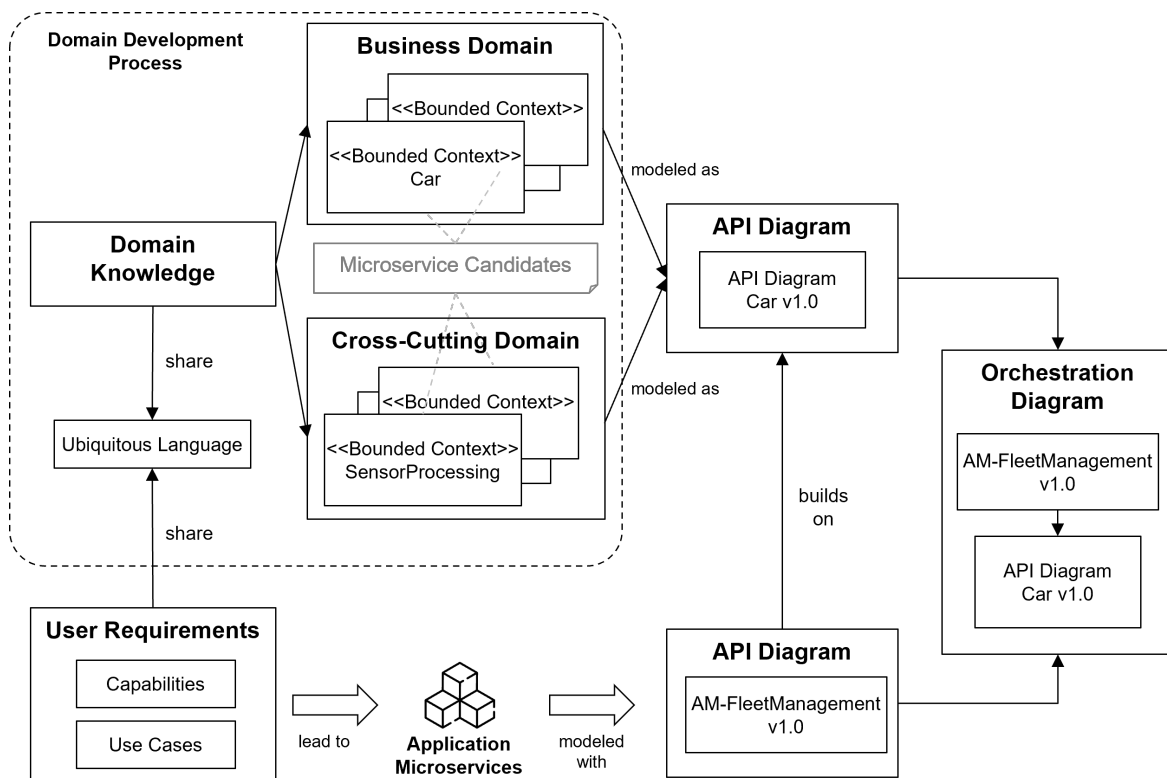 Domain Development
Process
Business Domain
<<Bounded Context>>
<<Bounded Context>>
Car
modeled as
Domain
Knowledge
Microservice Candidates
API Diagram
API Diagram
Car v1.0
Cross-Cutting Domain
<<Bounded Context>>
<<Bounded Context>>
SensorProcessing
modeled as
share
Ubiquitous Language
share
builds
on
Orchestration
Diagram
AM-FleetManagement
v1.0
API Diagram
Car v1.0
User Requirements
Capabilities
Use Cases
lead to
Application
Microservices
modeled
with
API Diagram
AM-FleetManagement
v1.0